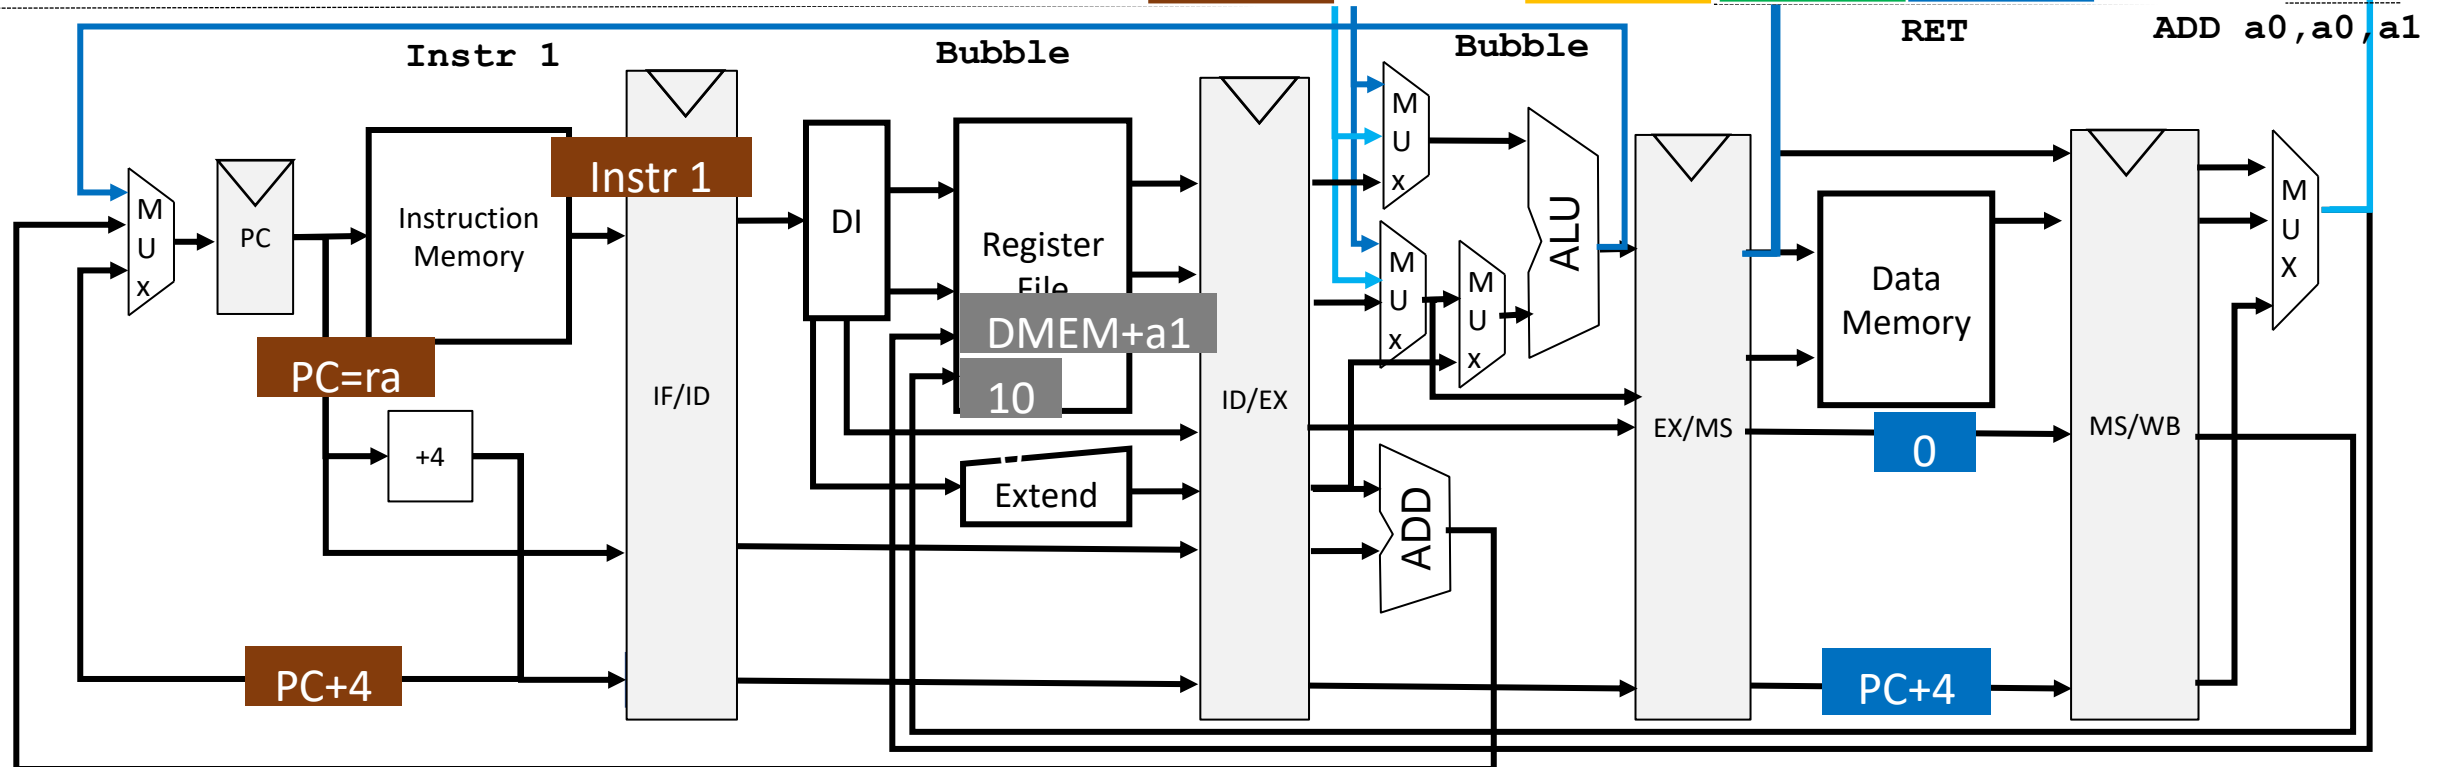 Instr 1
Bubble
Bubble
RET
ADD a0,a0,a1
M
U
x
PC
Instruction
Memory
Instr 1
PC=ra
+4
PC+4
IF/ID
DI
Register
File
DMEM+a1
10
Extend
ID/EX
M
U
x
M
U
x
M
U
x
ALU
ADD
EX/MS
Data
Memory
0
PC+4
MS/WB
M
U
X